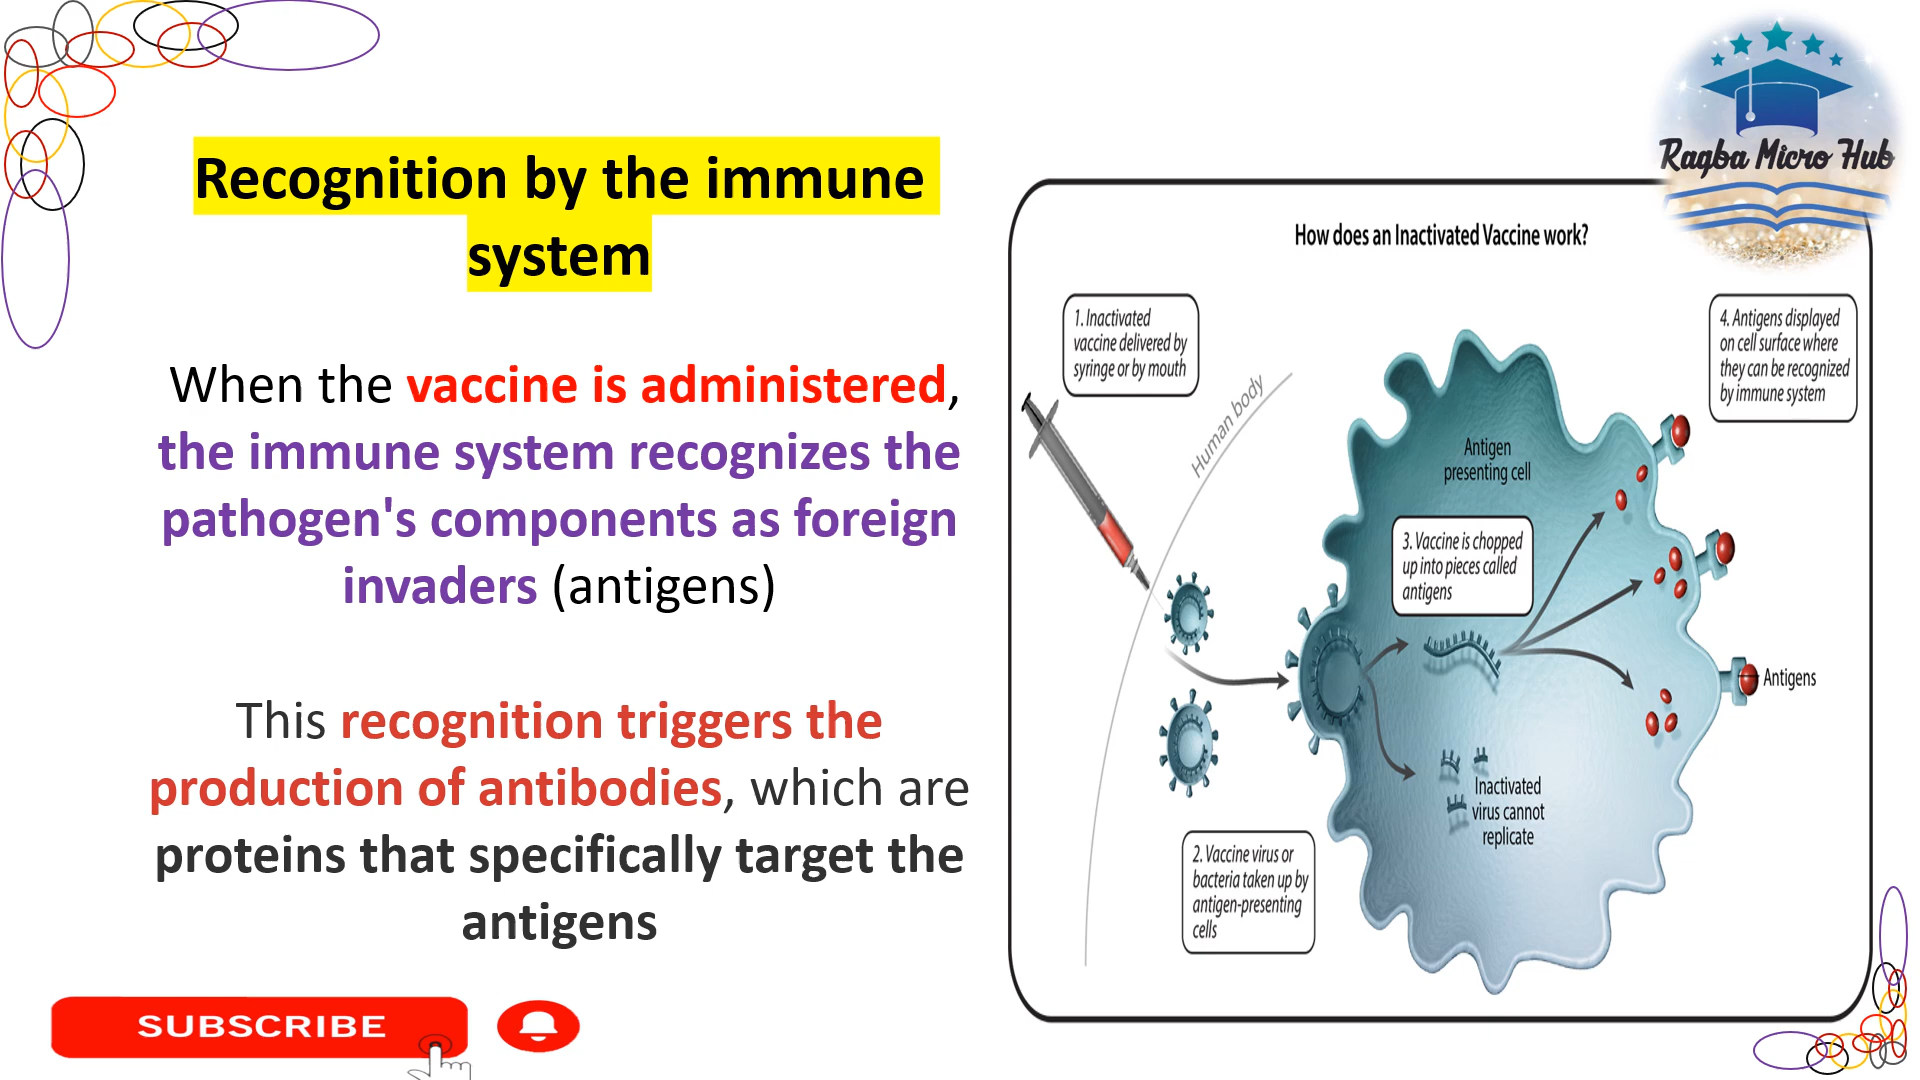 Recognition by the immune
system
When the vaccine is administered,
the immune system recognizes the
pathogen's components as foreign
invaders (antigens)
This recognition triggers the
production of antibodies, which are
proteins that specifically target the
antigens
SUBSCRIBE
Ragba Micro Hub
How does an Inactivated Vaccine work?
1. Inactivated
vaccine delivered by
syringe or by mouth
Human body
2. Vaccine virus or
bacteria taken up by
antigen-presenting
cells
Antigen
presenting cell
3. Vaccine is chopped
up into pieces called
antigens
Inactivated
virus cannot
replicate
4. Antigens displayed
on cell surface where
they can be recognized
by immune system
Antigens